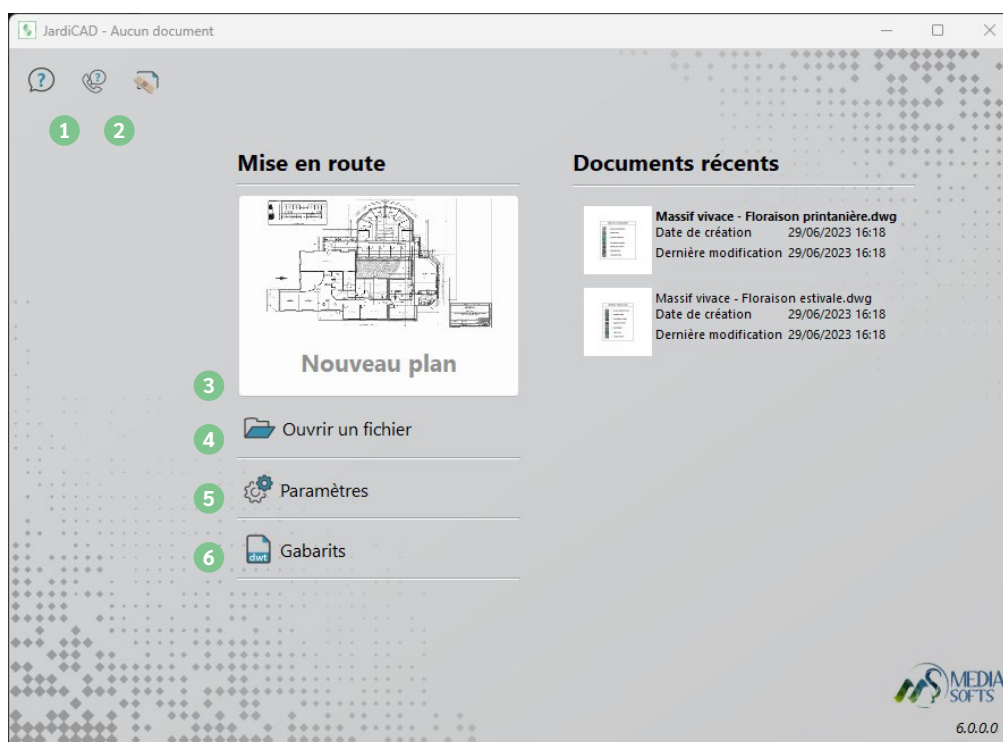 JardiCAD - Aucun document
1
2
Mise en route
Nouveau plan
3
Ouvrir un fichier
4
Paramètres
5
dwt
Gabarits
6
Documents récents
Massif vivace - Floraison printanière.dwg
Date de création 29/06/2023 16:18
Dernière modification 29/06/2023 16:18
Massif vivace - Floraison estivale.dwg
Date de création 29/06/2023 16:18
Dernière modification 29/06/2023 16:18
MEDIA
SOFTS
6.0.0.0